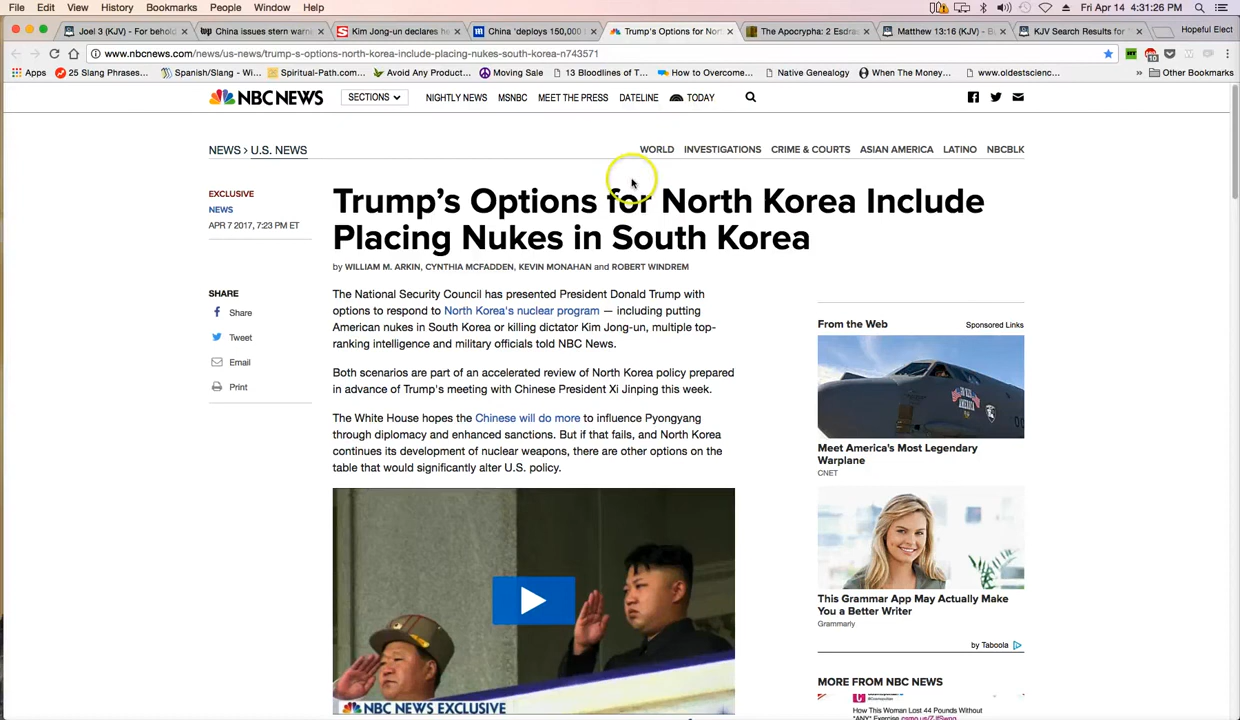 File Edit View History Bookmarks People Window Help Fri Apr 14 4:31:26 PM
Joel 3 (KJV) - For behold China issues stern warni Kim Jong-un declares he China 'deploys 150,000 Trump's Options for Nort The Apocrypha: 2 Esdras Matthew 13:16 (KJV) - Bu KJV Search Results for Hopeful Elect
www.nbcnews.com/news/us-news/trump-s-options-north-korea-include-placing-nukes-south-korea-n743571
Apps 25 Slang Phrases... Spanish/Slang - Wi... Spiritual-Path.com... Avoid Any Product... Moving Sale 13 Bloodlines of T... How to Overcome... Native Genealogy When The Money... www.oldestscienc... » Other Bookmarks
NBC NEWS SECTIONS NIGHTLY NEWS MSNBC MEET THE PRESS DATELINE TODAY
NEWS > U.S. NEWS WORLD INVESTIGATIONS CRIME & COURTS ASIAN AMERICA LATINO NBCBLK
EXCLUSIVE
NEWS
APR 7 2017, 7:23 PM ET
Trump's Options for North Korea Include
Placing Nukes in South Korea
by WILLIAM M. ARKIN, CYNTHIA MCFADDEN, KEVIN MONAHAN and ROBERT WINDREM
SHARE
Share
Tweet
Email
Print
The National Security Council has presented President Donald Trump with
options to respond to North Korea's nuclear program — including putting
American nukes in South Korea or killing dictator Kim Jong-un, multiple top-
ranking intelligence and military officials told NBC News.
Both scenarios are part of an accelerated review of North Korea policy prepared
in advance of Trump's meeting with Chinese President Xi Jinping this week.
The White House hopes the Chinese will do more to influence Pyongyang
through diplomacy and enhanced sanctions. But if that fails, and North Korea
continues its development of nuclear weapons, there are other options on the
table that would significantly alter U.S. policy.
NBC NEWS EXCLUSIVE
From the Web Sponsored Links
Meet America's Most Legendary
Warplane
CNET
This Grammar App May Actually Make
You a Better Writer
Grammarly
by Taboola
MORE FROM NBC NEWS
How This Woman Lost 44 Pounds Without